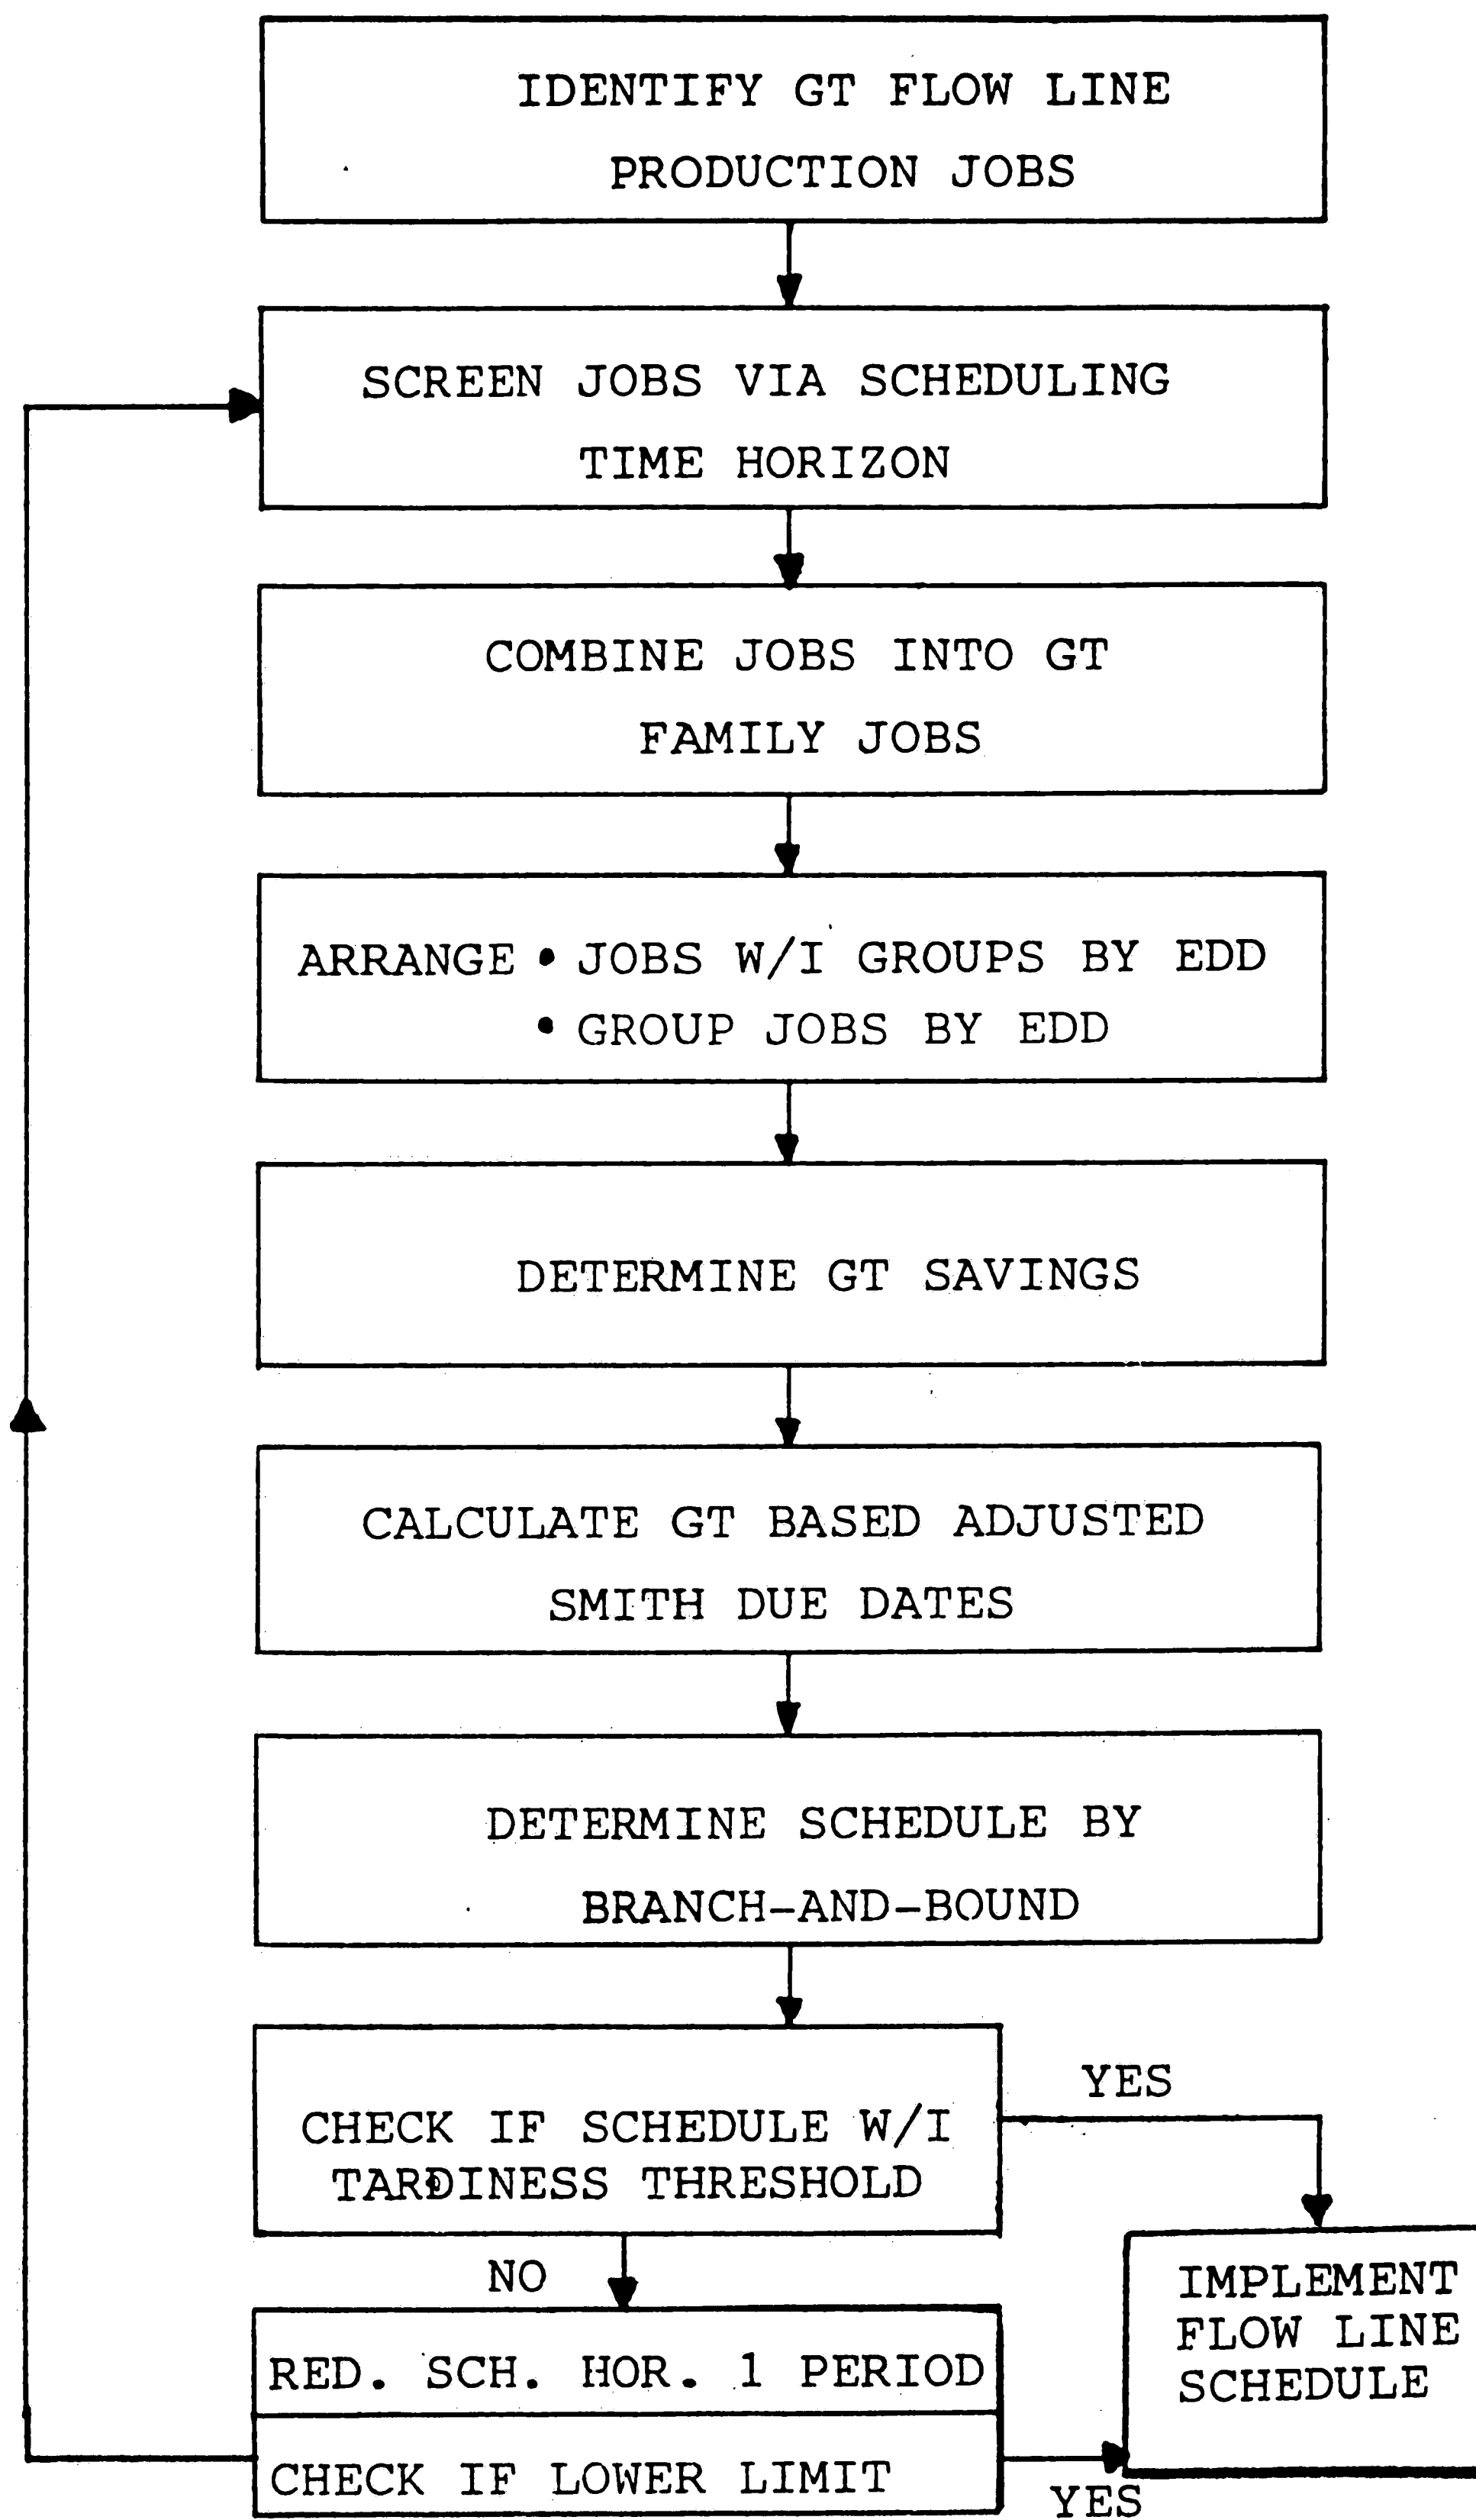 IDENTIFY GT FLOW LINE
PRODUCTION JOBS
SCREEN JOBS VIA SCHEDULING
TIME HORIZON
COMBINE JOBS INTO GT
FAMILY JOBS
ARRANGE • JOBS W/I GROUPS BY EDD
• GROUP JOBS BY EDD
DETERMINE GT SAVINGS
CALCULATE GT BASED ADJUSTED
SMITH DUE DATES
DETERMINE SCHEDULE BY
BRANCH-AND-BOUND
CHECK IF SCHEDULE W/I
TARDINESS THRESHOLD
YES
NO
RED. SCH. HOR. 1 PERIOD
CHECK IF LOWER LIMIT
YES
IMPLEMENT
FLOW LINE
SCHEDULE